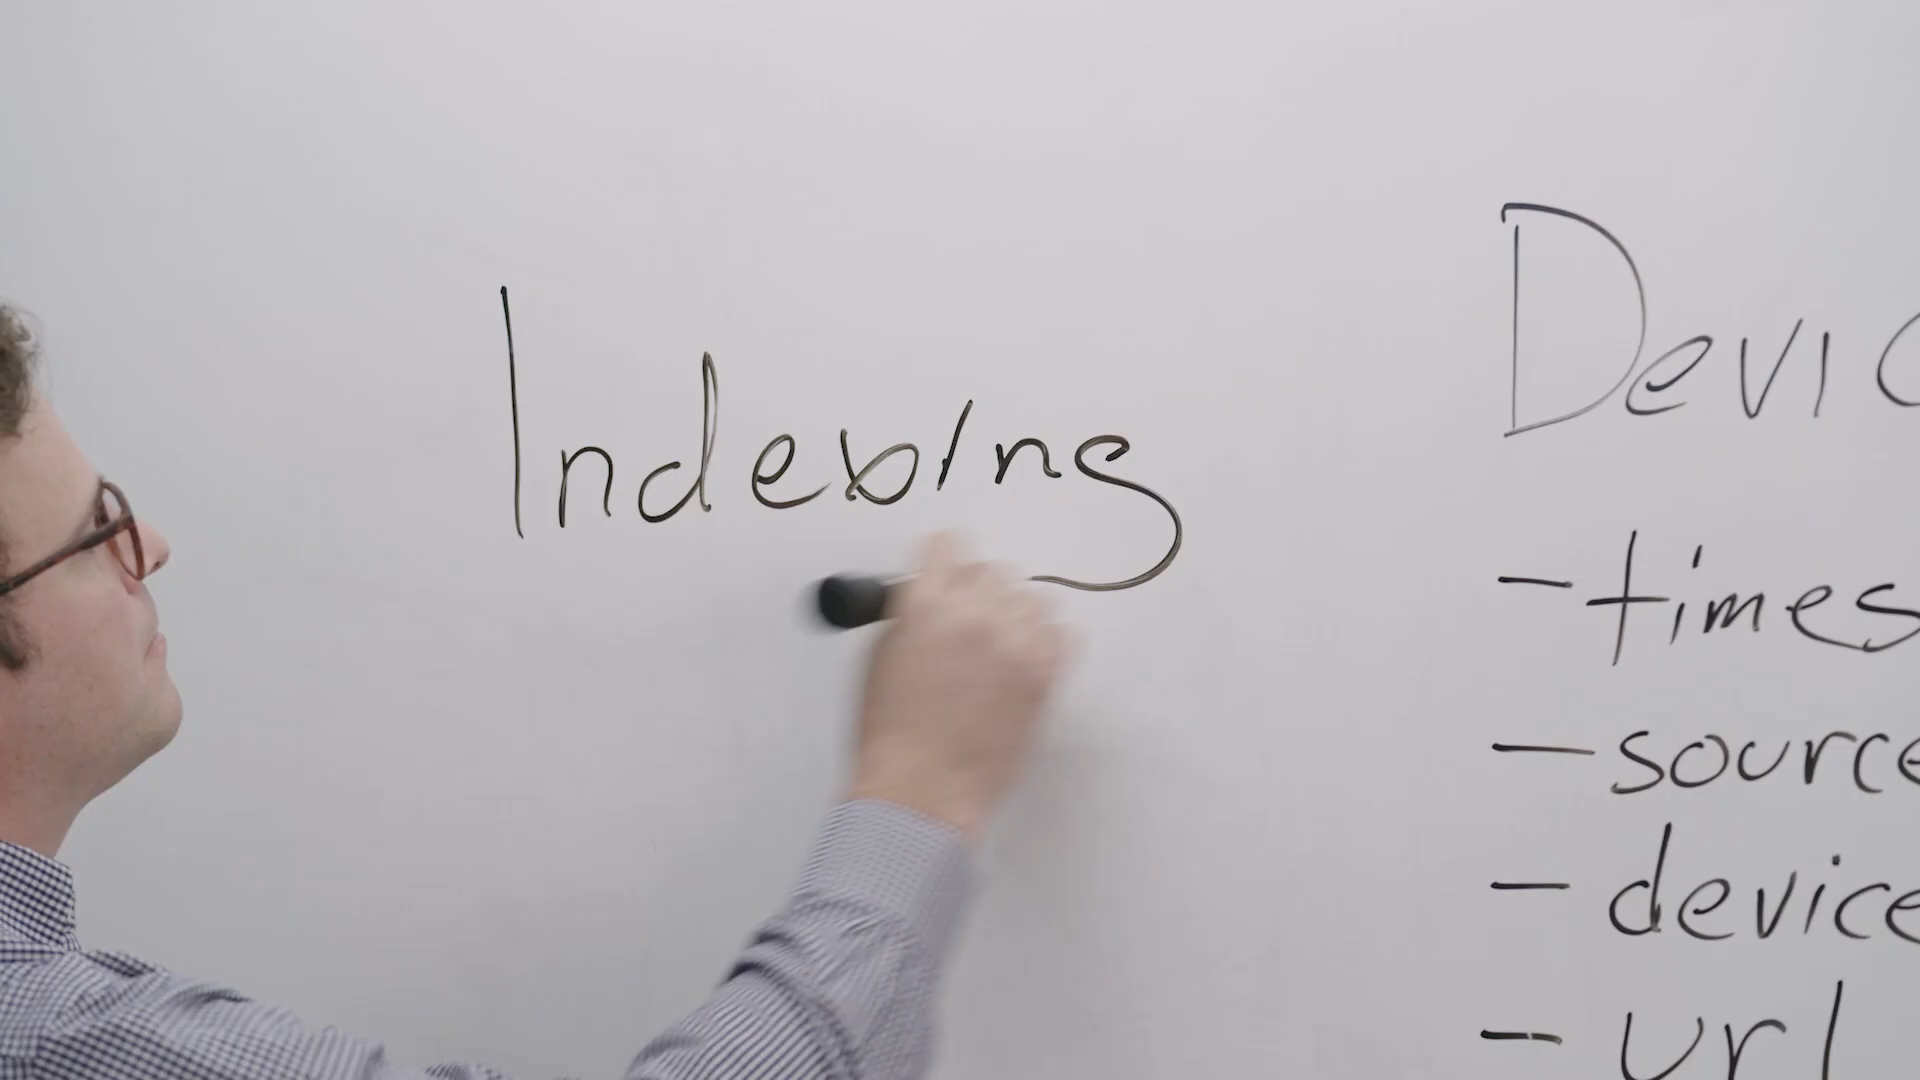 Indexing
Devic
- times
- source
- device
- url